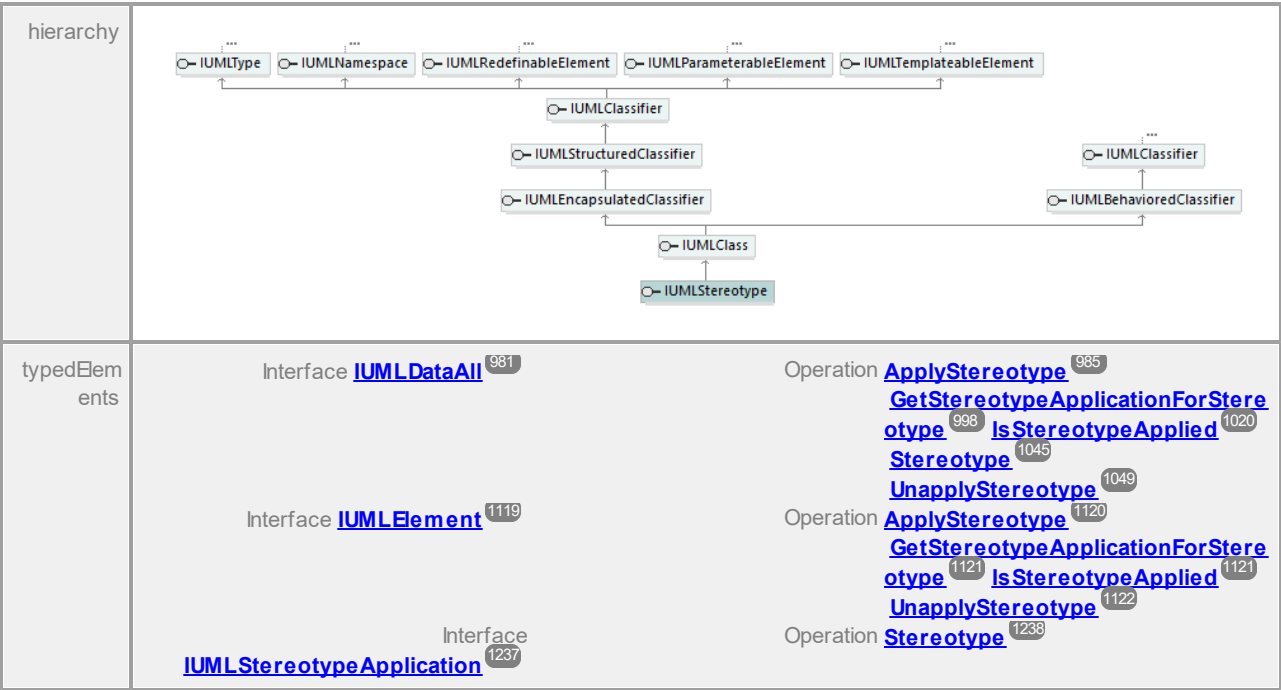 hierarchy
... ... ... ... ...
IUMLType IUMLNamespace IUMLRedefinableElement IUMLParameterableElement IUMLTemplateableElement
IUMLClassifier
...
IUMLStructuredClassifier IUMLClassifier
IUMLEncapsulatedClassifier IUMLBehavioredClassifier
IUMLClass
IUMLStereotype
typedElem
ents
Interface IUMLDataAll 981 Operation ApplyStereotype 985
GetStereotypeApplicationForStere
otype 998 IsStereotypeApplied 1020
Stereotype 1045
UnapplyStereotype 1049
Interface IUMLElement 1119 Operation ApplyStereotype 1120
GetStereotypeApplicationForStere
otype 1121 IsStereotypeApplied 1121
UnapplyStereotype 1122
Interface Operation Stereotype 1238
IUMLStereotypeApplication 1237